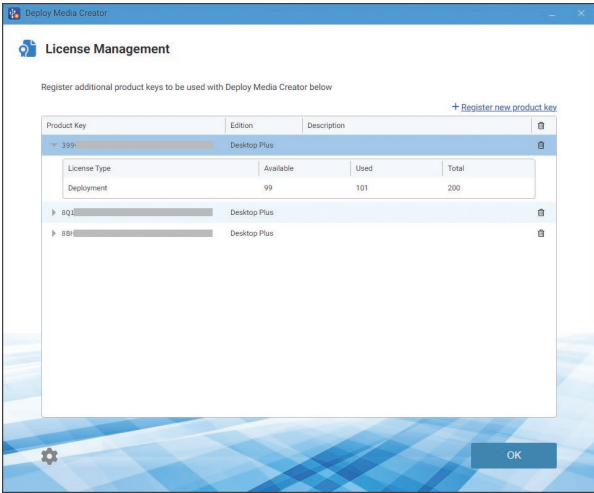 Deploy Media Creator
License Management
Register additional product keys to be used with Deploy Media Creator below
+ Register new product key
Product Key Edition Description
399 Desktop Plus
License Type Available Used Total
Deployment 99 101 200
8Q1 Desktop Plus
8BH Desktop Plus
OK